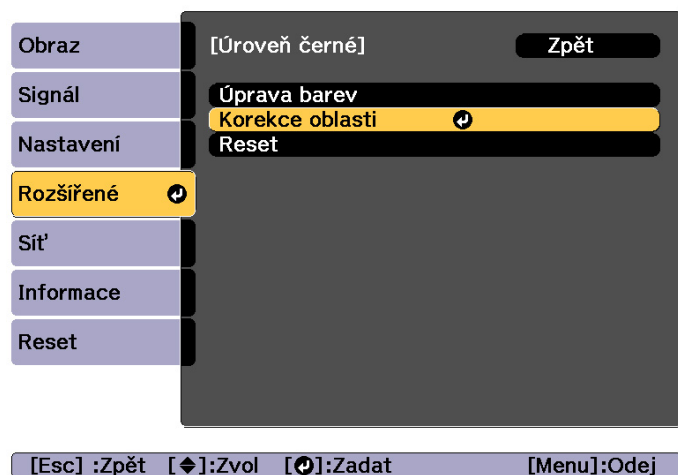 Obraz
Signál
Nastavení
Rozšířené
Síť
Informace
Reset
[Úroveň černé] Zpět
Úprava barev
Korekce oblasti
Reset
[Esc] :Zpět [◆]:Zvol [↵]:Zadat [Menu]:Odej